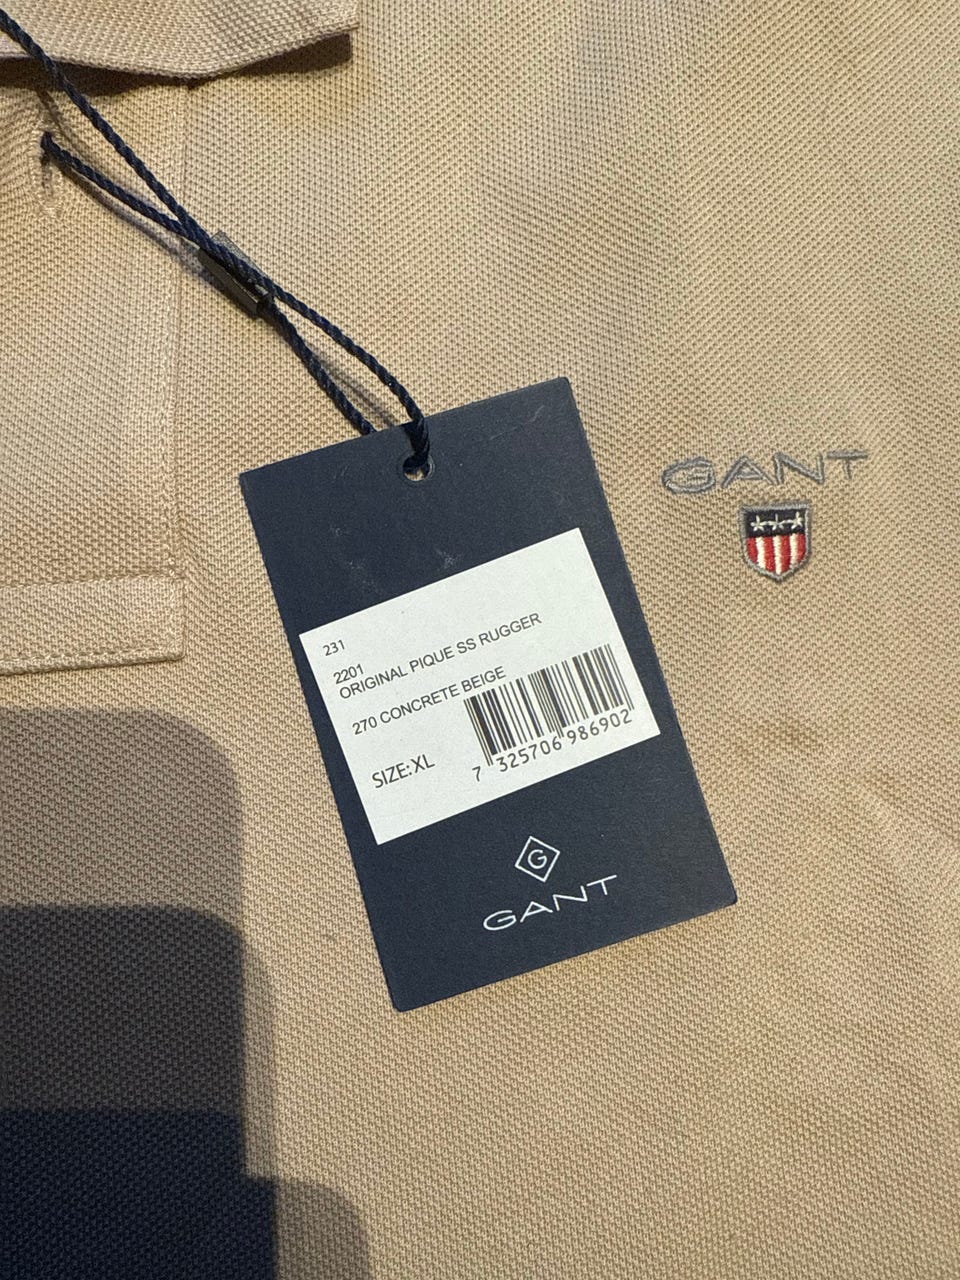 GANT
231
2201
ORIGINAL PIQUE SS RUGGER
270 CONCRETE BEIGE
SIZE:XL
7 325706 986902
G
GANT